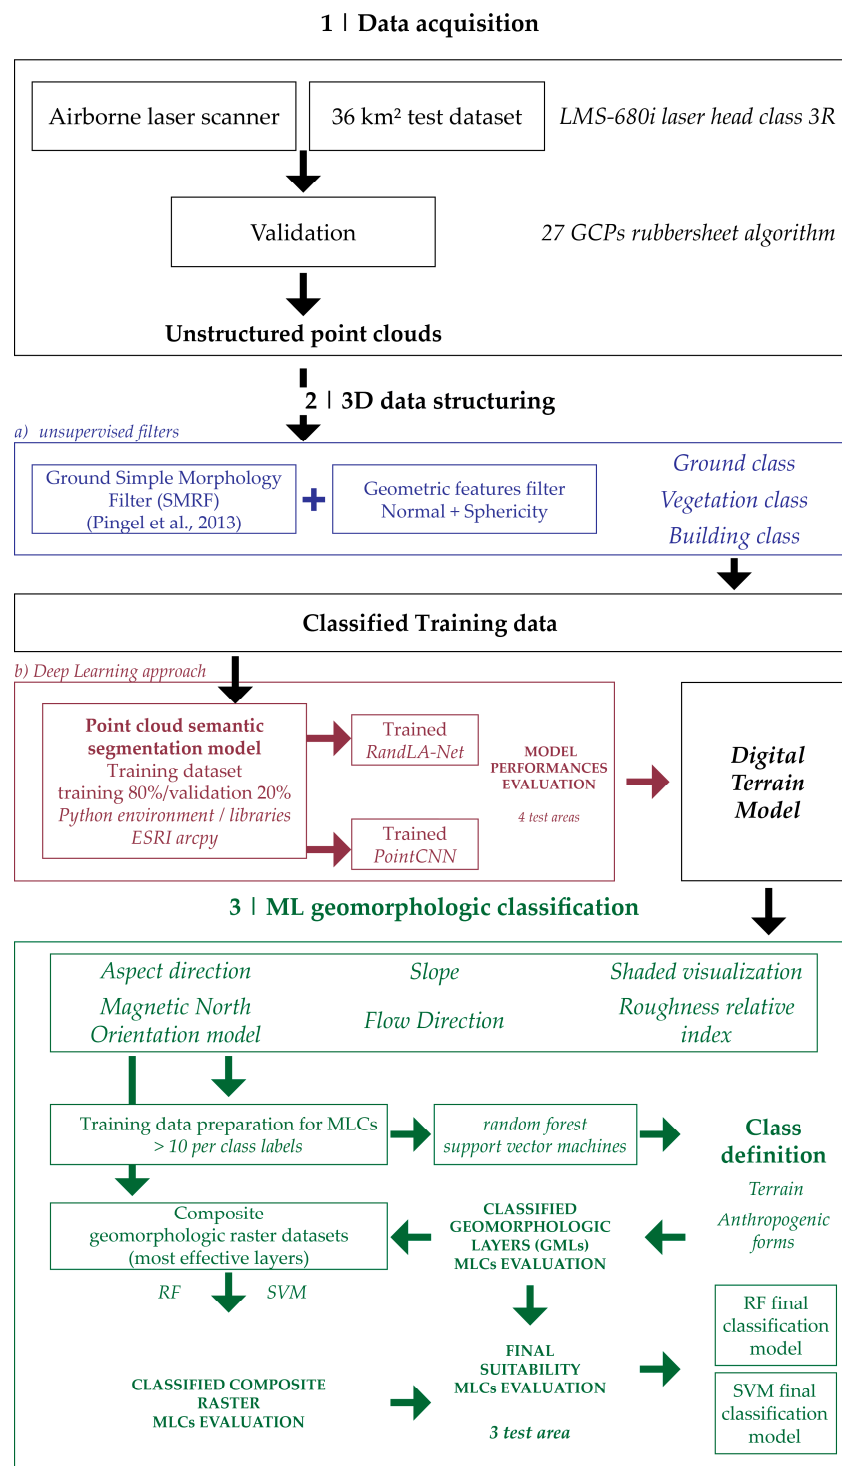 1 | Data acquisition
Airborne laser scanner
36 km² test dataset
LMS-680i laser head class 3R
Validation
27 GCPs rubbersheet algorithm
Unstructured point clouds
2 | 3D data structuring
a) unsupervised filters
Ground Simple Morphology
Filter (SMRF)
(Pingel et al., 2013)
+
Geometric features filter
Normal + Sphericity
Ground class
Vegetation class
Building class
Classified Training data
b) Deep Learning approach
Point cloud semantic
segmentation model
Training dataset
training 80%/validation 20%
Python environment / libraries
ESRI arcpy
Trained
RandLA-Net
Trained
PointCNN
MODEL
PERFORMANCES
EVALUATION
4 test areas
Digital
Terrain
Model
3 | ML geomorphologic classification
Aspect direction
Slope
Shaded visualization
Magnetic North
Orientation model
Flow Direction
Roughness relative
index
Training data preparation for MLCs
> 10 per class labels
random forest
support vector machines
Class
definition
Terrain
Anthropogenic
forms
CLASSIFIED
GEOMORPHOLOGIC
LAYERS (GMLs)
MLCs EVALUATION
Composite
geomorphologic raster datasets
(most effective layers)
RF
SVM
CLASSIFIED COMPOSITE
RASTER
MLCs EVALUATION
FINAL
SUITABILITY
MLCs EVALUATION
3 test area
RF final
classification
model
SVM final
classification
model